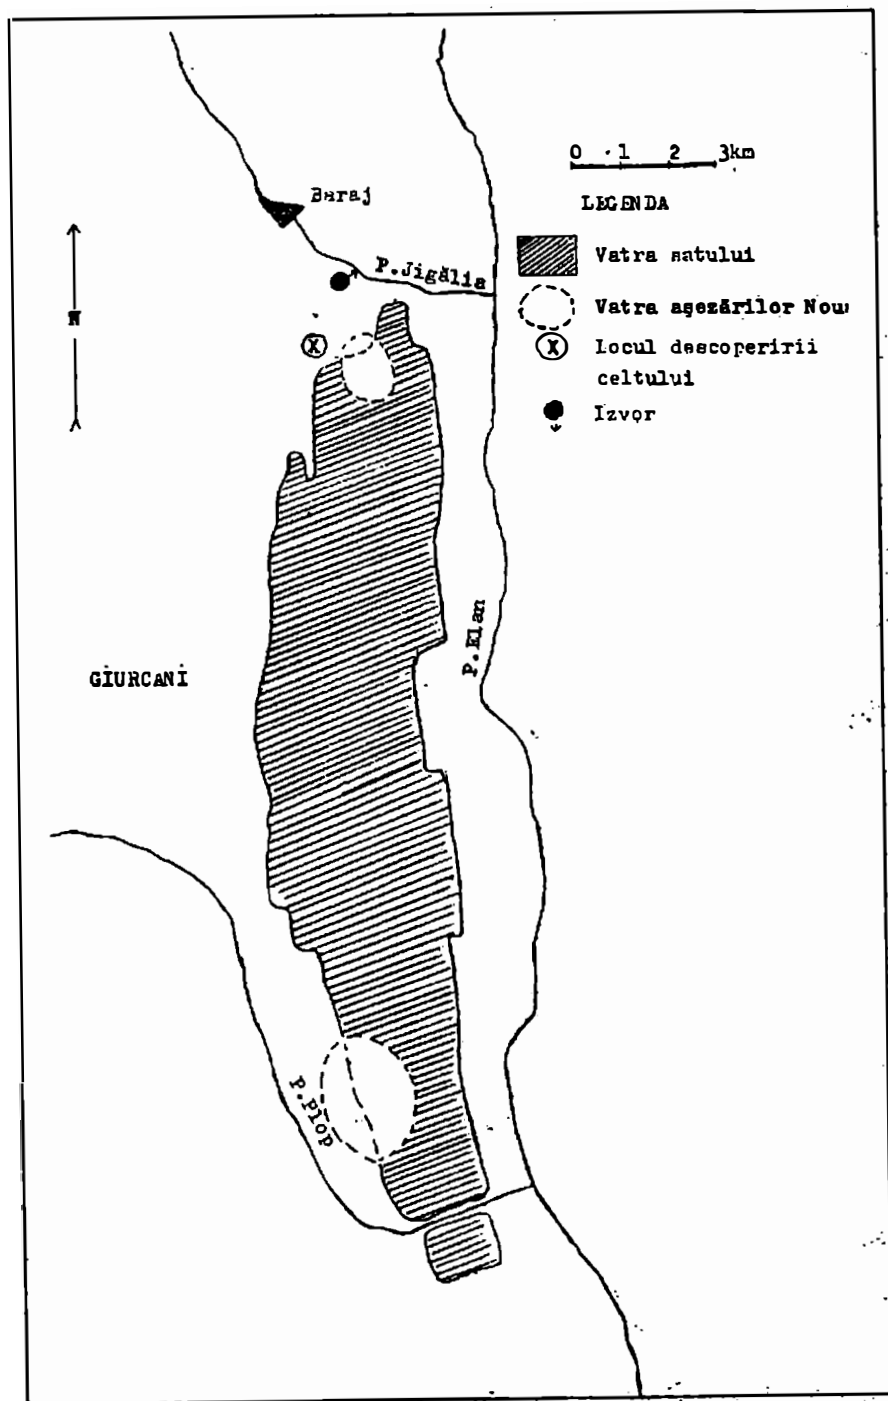 0 1 2 3km
LEGENDA
Baraj
Vatra satului
P.Jigălia
Vatra aşezărilor Noua
N
X
X
Locul descoperirii
celtului
Izvor
P.Elan
GIURCANI
P.Plop